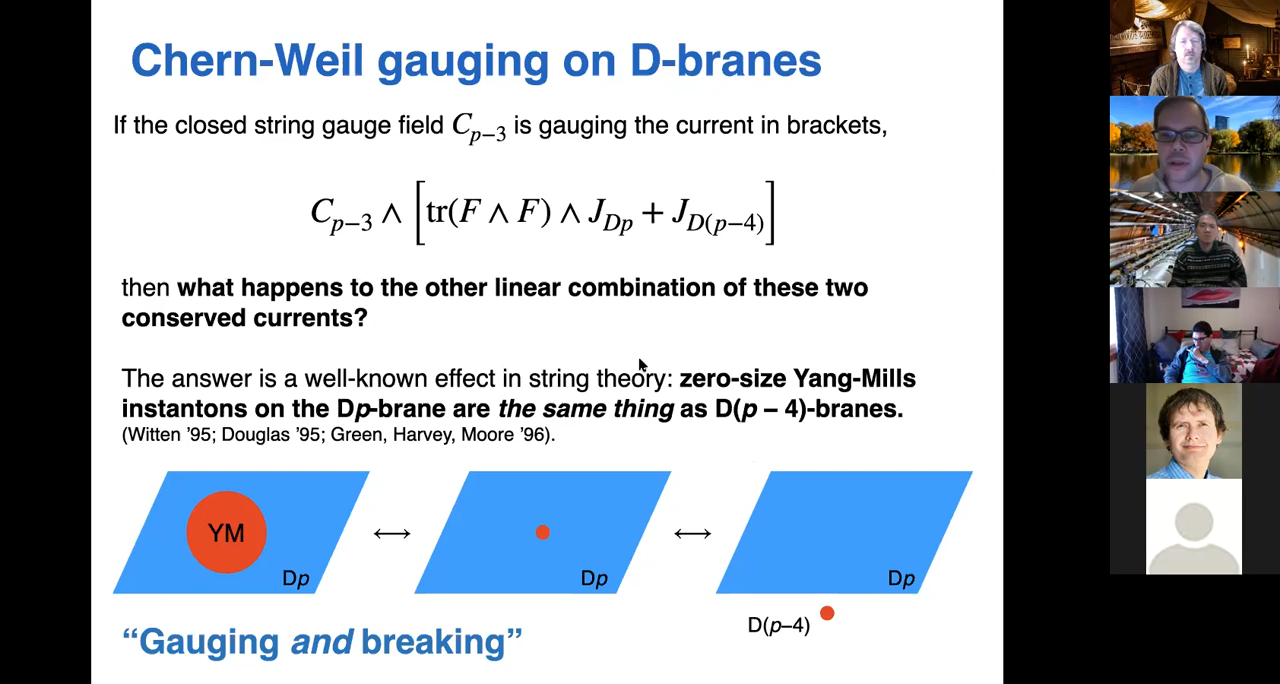 Chern-Weil gauging on D-branes
If the closed string gauge field C_{p−3} is gauging the current in brackets,
C_{p−3} ∧ [tr(F ∧ F) ∧ J_{Dp} + J_{D(p−4)}]
then what happens to the other linear combination of these two
conserved currents?
The answer is a well-known effect in string theory: zero-size Yang-Mills
instantons on the Dp-brane are the same thing as D(p – 4)-branes.
(Witten ’95; Douglas ’95; Green, Harvey, Moore ’96).
YM
Dp
Dp
Dp
D(p–4)
“Gauging and breaking”